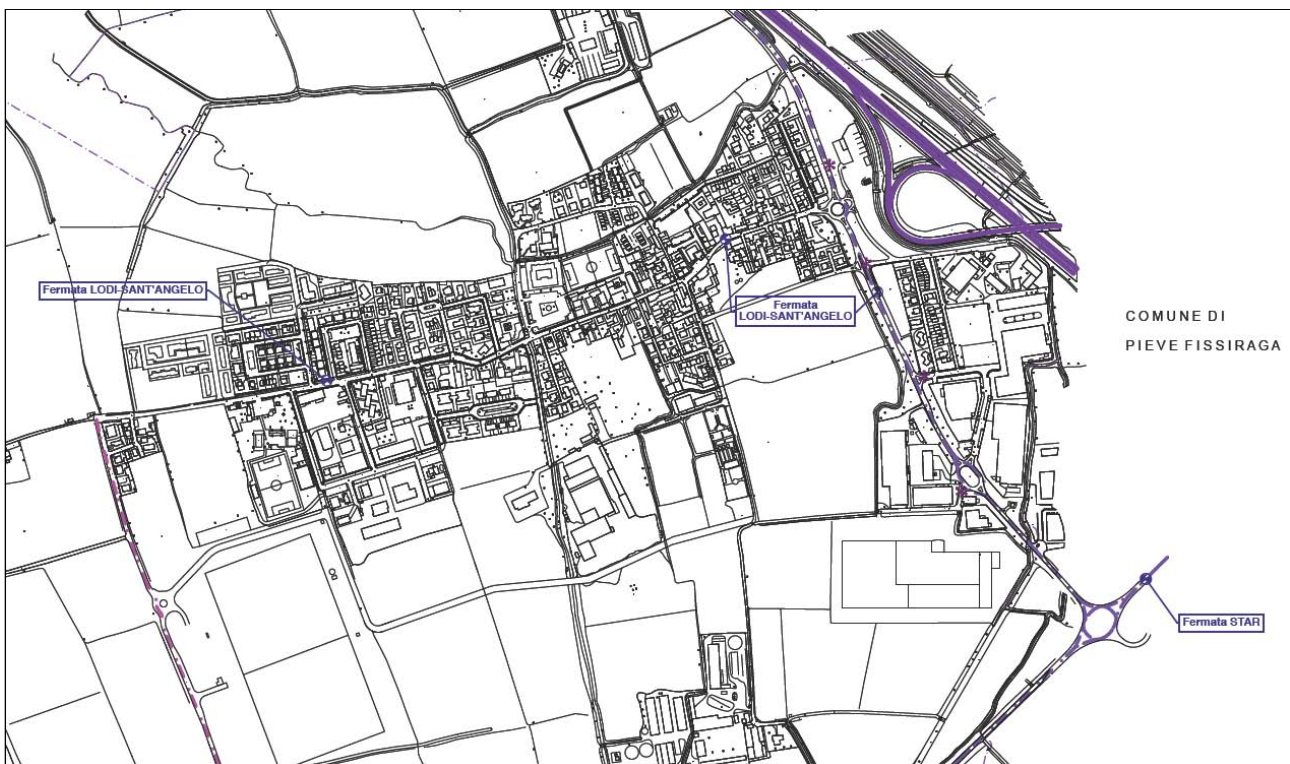 Fermata LODI-SANT'ANGELO
Fermata
LODI-SANT'ANGELO
COMUNE DI
PIEVE FISSIRAGA
Fermata STAR